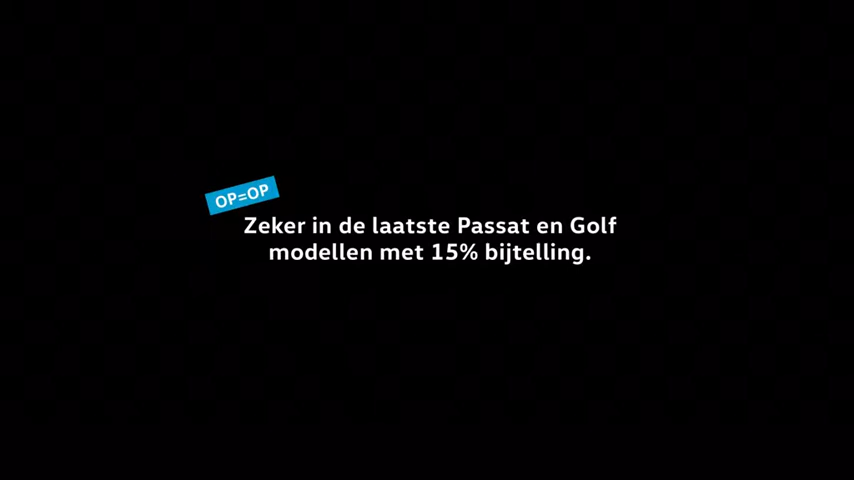 OP=OP
Zeker in de laatste Passat en Golf
modellen met 15% bijtelling.